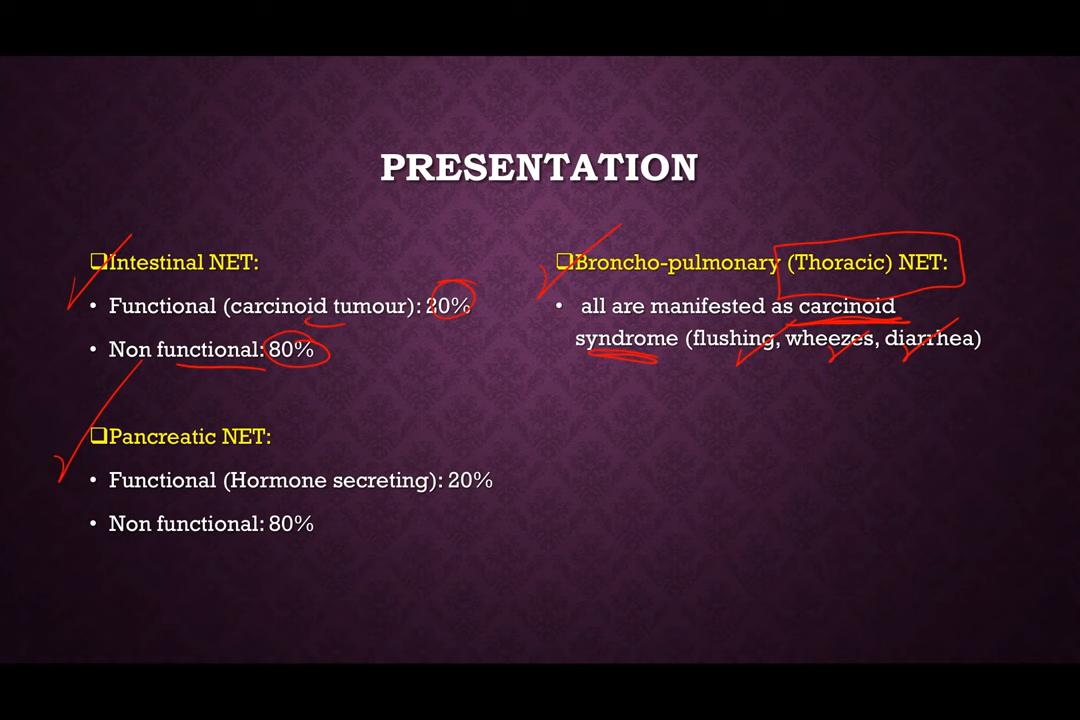 PRESENTATION
❑Intestinal NET:
• Functional (carcinoid tumour): 20%
• Non functional: 80%
❑Pancreatic NET:
• Functional (Hormone secreting): 20%
• Non functional: 80%
❑Broncho-pulmonary (Thoracic) NET:
• all are manifested as carcinoid
syndrome (flushing, wheezes, diarrhea)